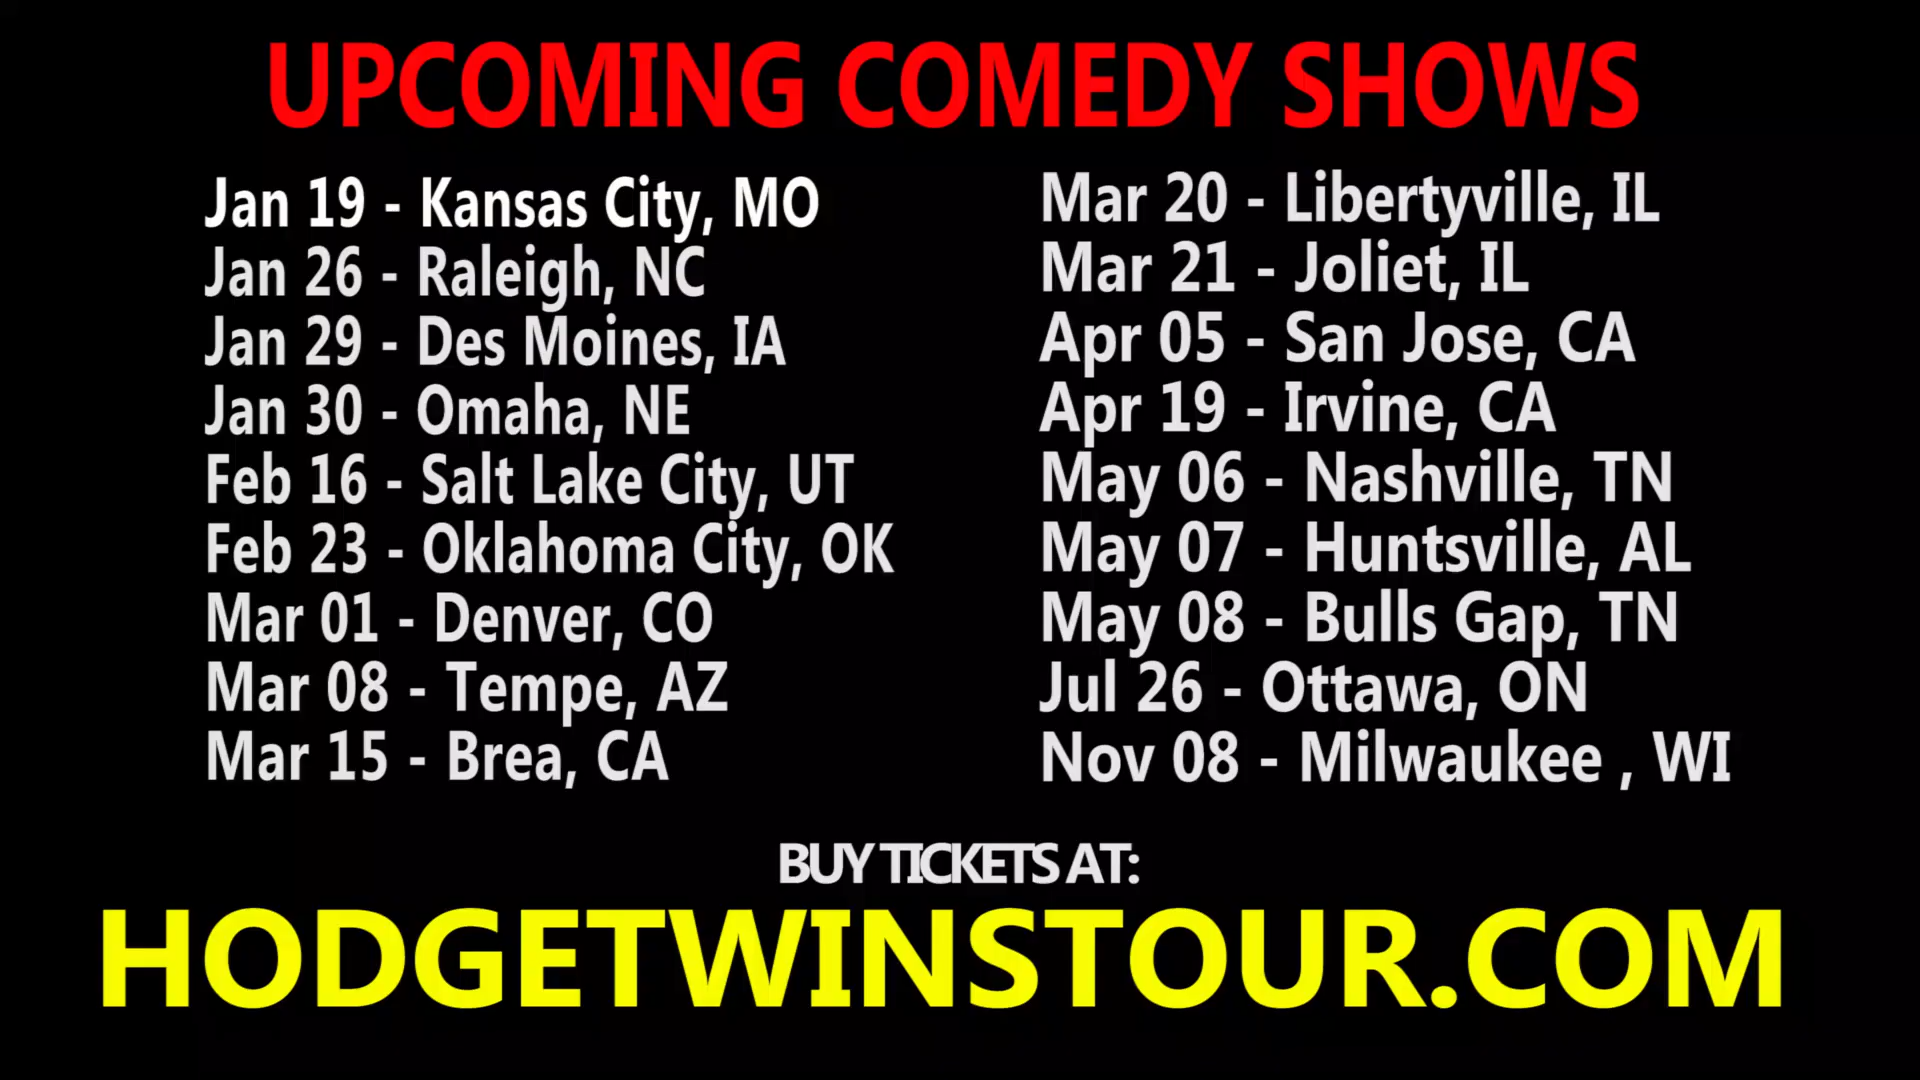 UPCOMING COMEDY SHOWS
Jan 19 - Kansas City, MO
Jan 26 - Raleigh, NC
Jan 29 - Des Moines, IA
Jan 30 - Omaha, NE
Feb 16 - Salt Lake City, UT
Feb 23 - Oklahoma City, OK
Mar 01 - Denver, CO
Mar 08 - Tempe, AZ
Mar 15 - Brea, CA
Mar 20 - Libertyville, IL
Mar 21 - Joliet, IL
Apr 05 - San Jose, CA
Apr 19 - Irvine, CA
May 06 - Nashville, TN
May 07 - Huntsville, AL
May 08 - Bulls Gap, TN
Jul 26 - Ottawa, ON
Nov 08 - Milwaukee , WI
BUY TICKETS AT:
HODGETWINSTOUR.COM